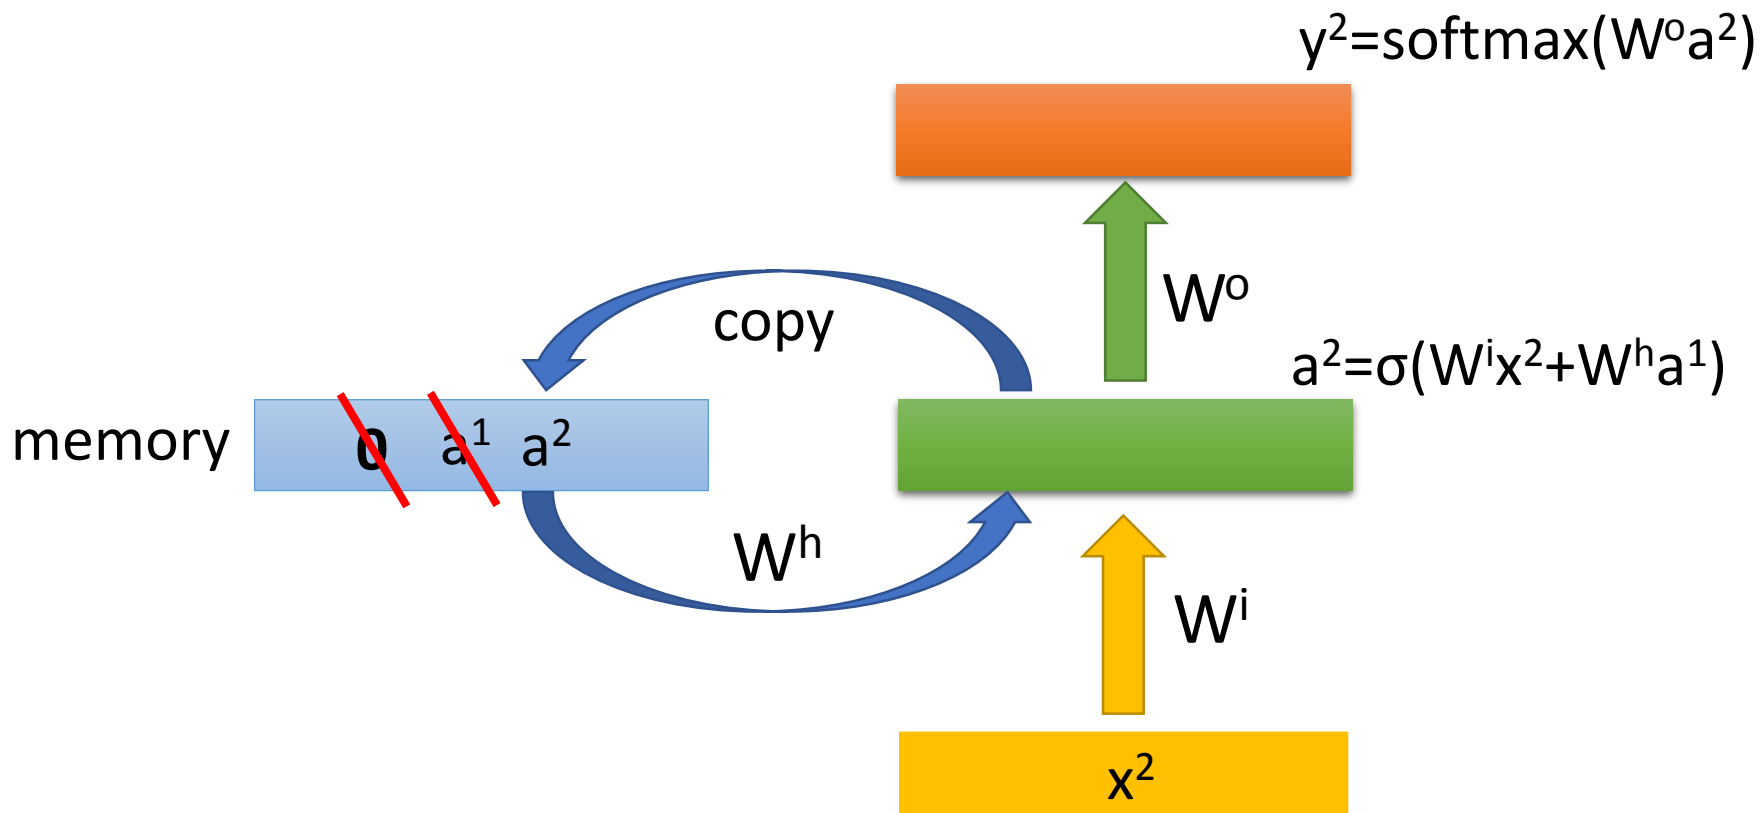 y²=softmax(Wᵒa²)
Wᵒ
copy
a²=σ(Wⁱx²+Wʰa¹)
memory 0 a¹ a²
Wʰ
Wⁱ
x²